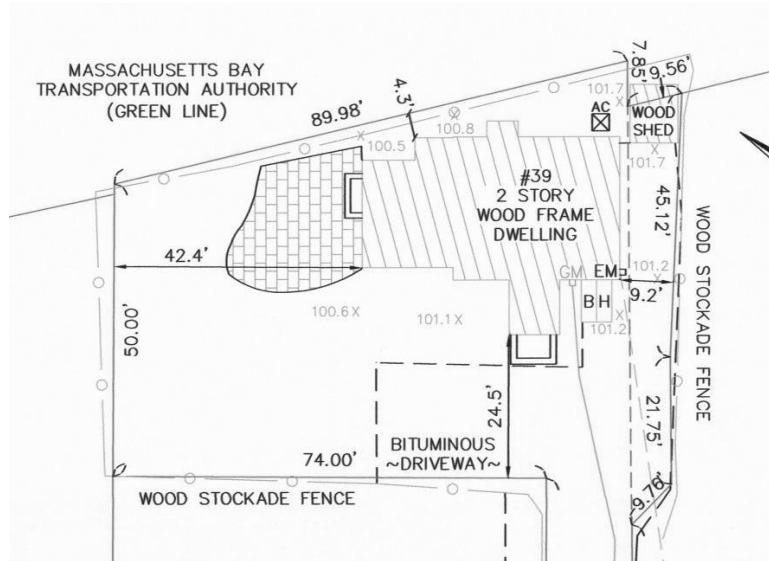 MASSACHUSETTS BAY
TRANSPORTATION AUTHORITY
(GREEN LINE)
89.98'
4.3'
7.85'
9.56'
101.7 X
AC
WOOD
SHED
X 100.5
X 100.8
X 101.7
#39
2 STORY
WOOD FRAME
DWELLING
45.12'
WOOD STOCKADE FENCE
42.4'
GM
EM
101.2 X
9.2'
BH
100.6 X
101.1 X
101.2 X
50.00'
24.5'
21.75'
BITUMINOUS
~DRIVEWAY~
74.00'
WOOD STOCKADE FENCE
9.76'